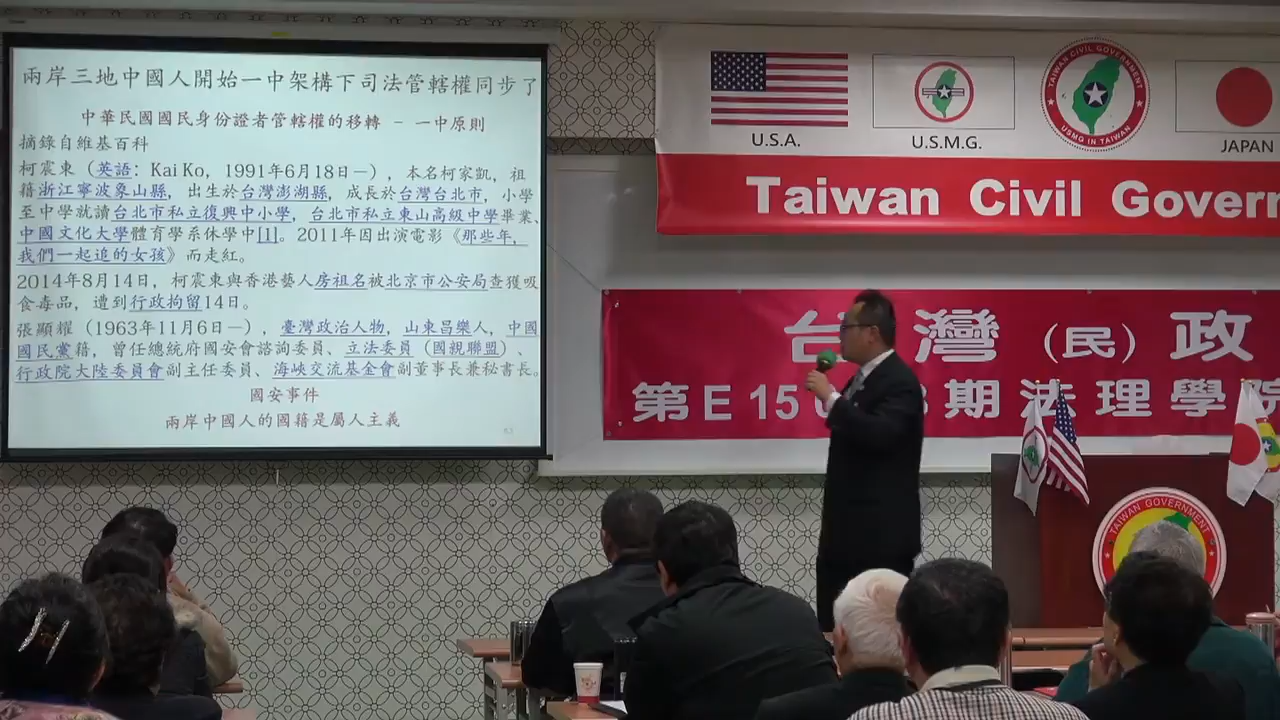 兩岸三地中國人開始一中架構下司法管轄權同步了
中華民國國民身份證者管轄權的移轉 - 一中原則
摘錄自維基百科
柯震東（英語：Kai Ko，1991年6月18日－），本名柯家凱，祖
籍浙江寧波象山縣，出生於台灣澎湖縣，成長於台灣台北市，小學
至中學就讀台北市私立復興中小學，台北市私立東山高級中學畢業、
中國文化大學體育學系休學中[1]。2011年因出演電影《那些年，
我們一起追的女孩》而走紅。
2014年8月14日，柯震東與香港藝人房祖名被北京市公安局查獲吸
食毒品，遭到行政拘留14日。
張顯耀（1963年11月6日－），臺灣政治人物，山東昌樂人，中國
國民黨籍，曾任總統府國安會諮詢委員、立法委員（國親聯盟）、
行政院大陸委員會副主任委員、海峽交流基金會副董事長兼秘書長。
國安事件
兩岸中國人的國籍是屬人主義
U.S.A.
U.S.M.G.
TAIWAN CIVIL GOVERNMENT
USMG IN TAIWAN
JAPAN
Taiwan Civil Govern
台灣（民）政
第E15 期法理學院
TAIWAN GOVERNMENT